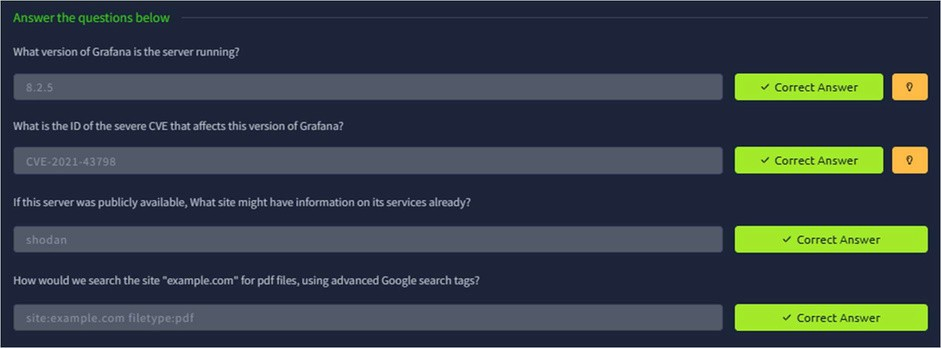 Answer the questions below
What version of Grafana is the server running?
8.2.5
✓ Correct Answer
What is the ID of the severe CVE that affects this version of Grafana?
CVE-2021-43798
✓ Correct Answer
If this server was publicly available, What site might have information on its services already?
shodan
✓ Correct Answer
How would we search the site "example.com" for pdf files, using advanced Google search tags?
site:example.com filetype:pdf
✓ Correct Answer